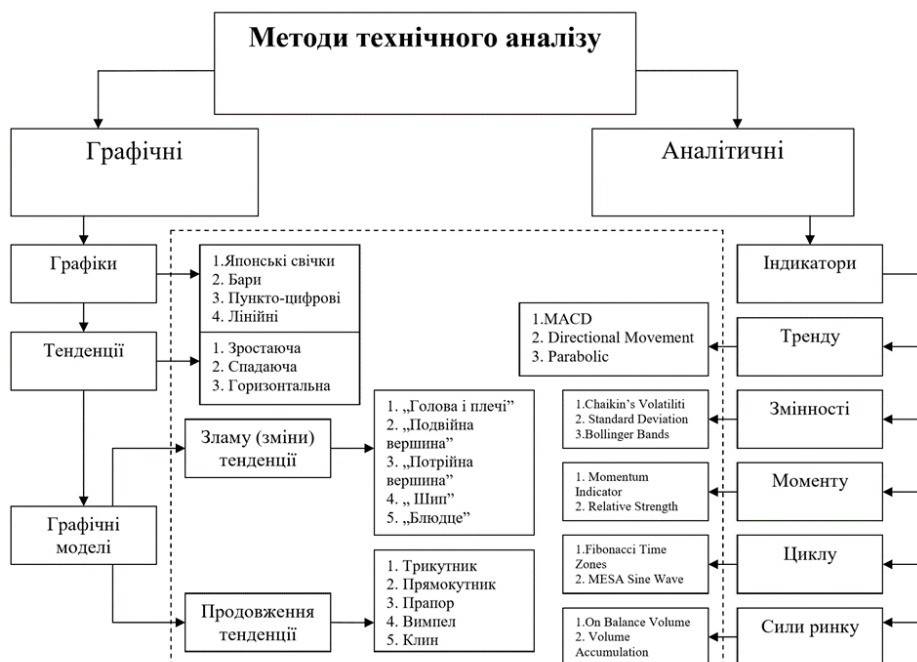 Методи технічного аналізу
Графічні
Аналітичні
Графіки
1.Японські свічки
2. Бари
3. Пункто-цифрові
4. Лінійні
Тенденції
1. Зростаюча
2. Спадаюча
3. Горизонтальна
Графічні
моделі
Зламу (зміни)
тенденції
1. „Голова і плечі”
2. „Подвійна
вершина”
3. „Потрійна
вершина”
4. „ Шип”
5. „Блюдце”
Продовження
тенденції
1. Трикутник
2. Прямокутник
3. Прапор
4. Вимпел
5. Клин
Індикатори
Тренду
1.MACD
2. Directional Movement
3. Parabolic
Змінності
1.Chaikin’s Volatiliti
2. Standard Deviation
3.Bollinger Bands
Моменту
1. Momentum
Indicator
2. Relative Strength
Циклу
1.Fibonacci Time
Zones
2. MESA Sine Wave
Сили ринку
1.On Balance Volume
2. Volume
Accumulation